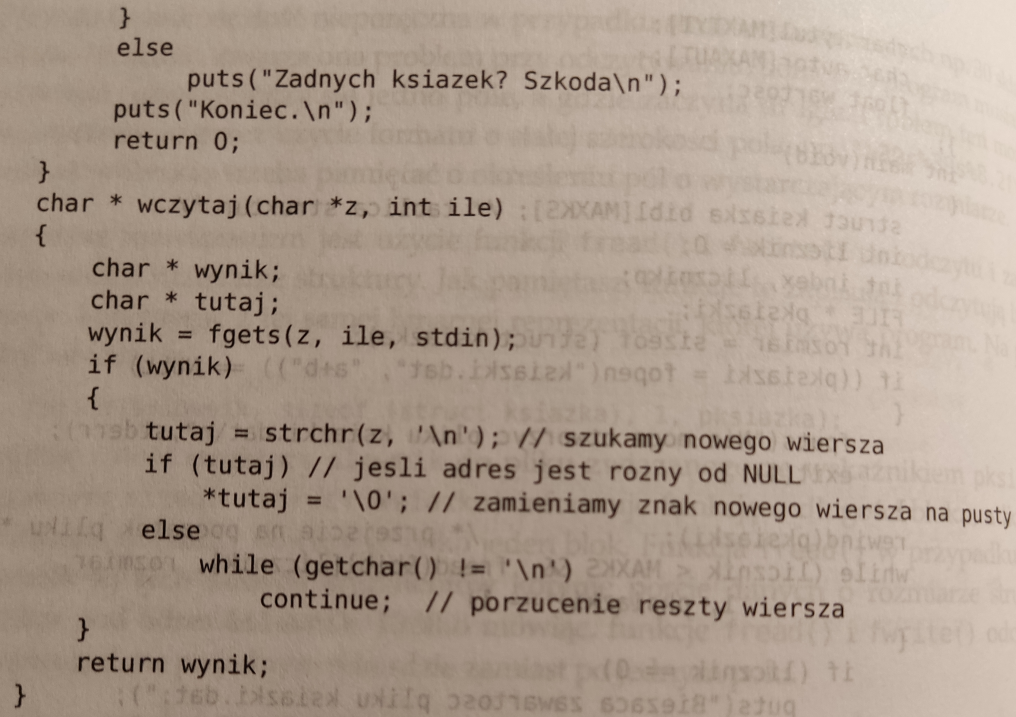 }
else
puts("Zadnych ksiazek? Szkoda\n");
puts("Koniec.\n");
return 0;
}
char * wczytaj(char *z, int ile)
{
char * wynik;
char * tutaj;
wynik = fgets(z, ile, stdin);
if (wynik)
{
tutaj = strchr(z, '\n'); // szukamy nowego wiersza
if (tutaj) // jesli adres jest rozny od NULL
*tutaj = '\0'; // zamieniamy znak nowego wiersza na pusty
else
while (getchar() != '\n')
continue; // porzucenie reszty wiersza
}
return wynik;
}